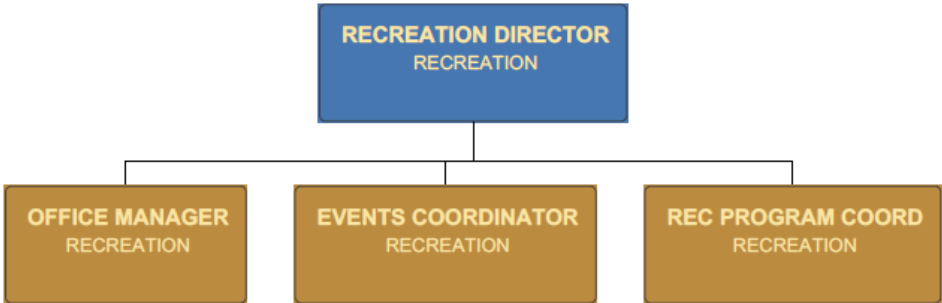 RECREATION DIRECTOR
RECREATION
OFFICE MANAGER
RECREATION
EVENTS COORDINATOR
RECREATION
REC PROGRAM COORD
RECREATION